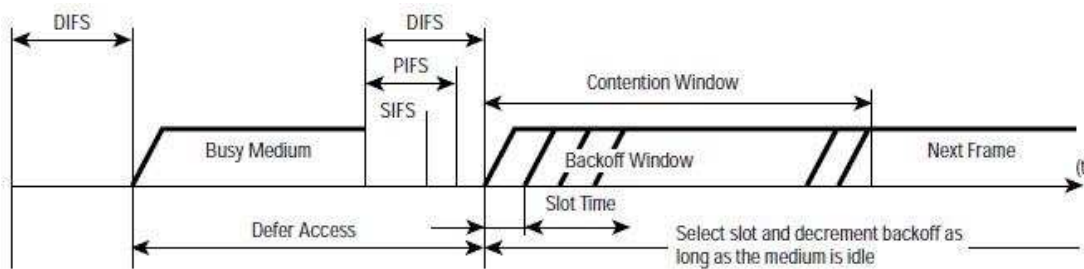 DIFS
DIFS
PIFS
SIFS
Contention Window
Busy Medium
Backoff Window
Next Frame
(t
Slot Time
Defer Access
Select slot and decrement backoff as
long as the medium is idle